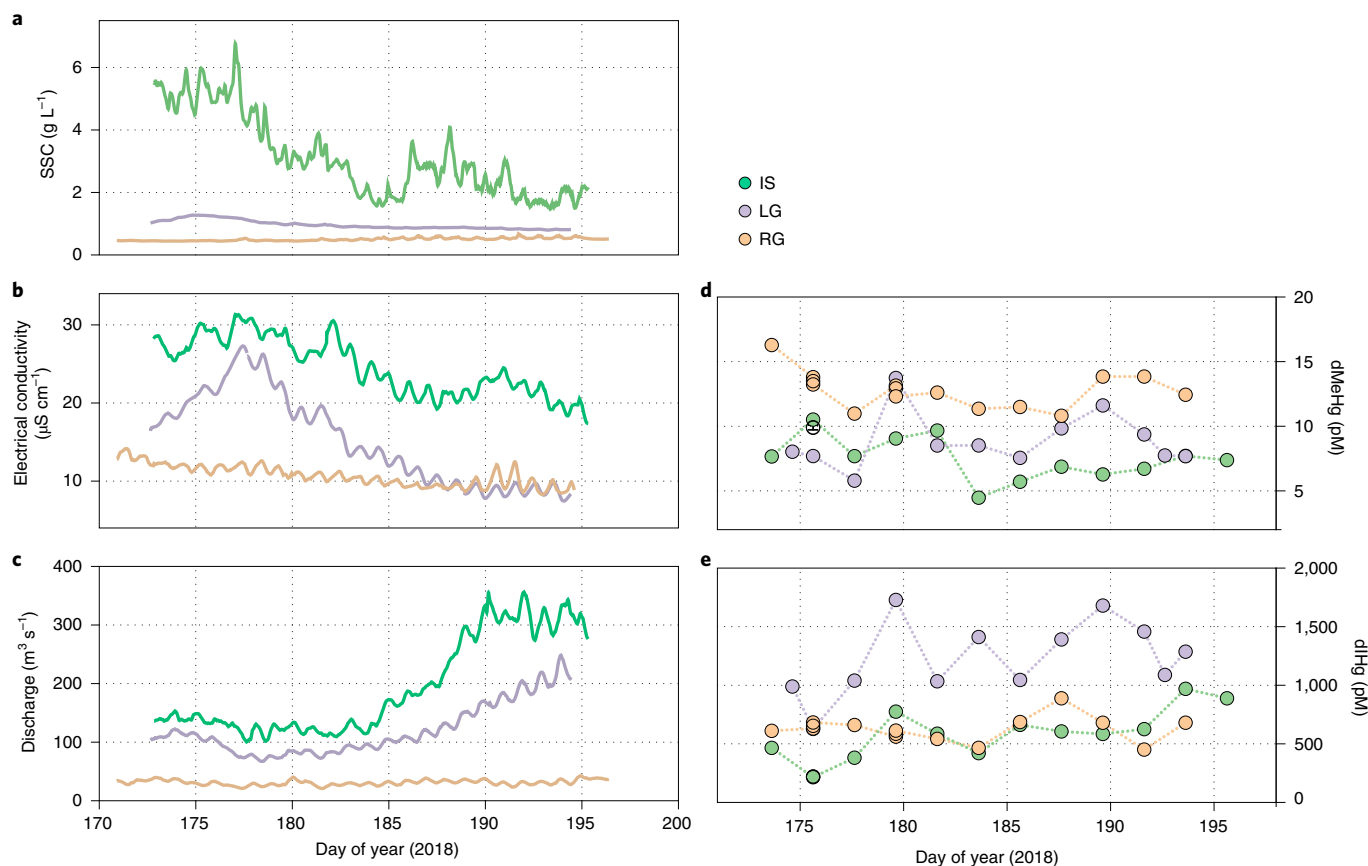 a
6
4
2
0
SSC (g L⁻¹)
IS
LG
RG
b
30
20
10
Electrical conductivity
(µS cm⁻¹)
d
20
15
10
5
dMeHg (pM)
c
400
300
200
100
0
Discharge (m³ s⁻¹)
170
175
180
185
190
195
200
Day of year (2018)
e
2,000
1,500
1,000
500
0
dIHg (pM)
175
180
185
190
195
Day of year (2018)